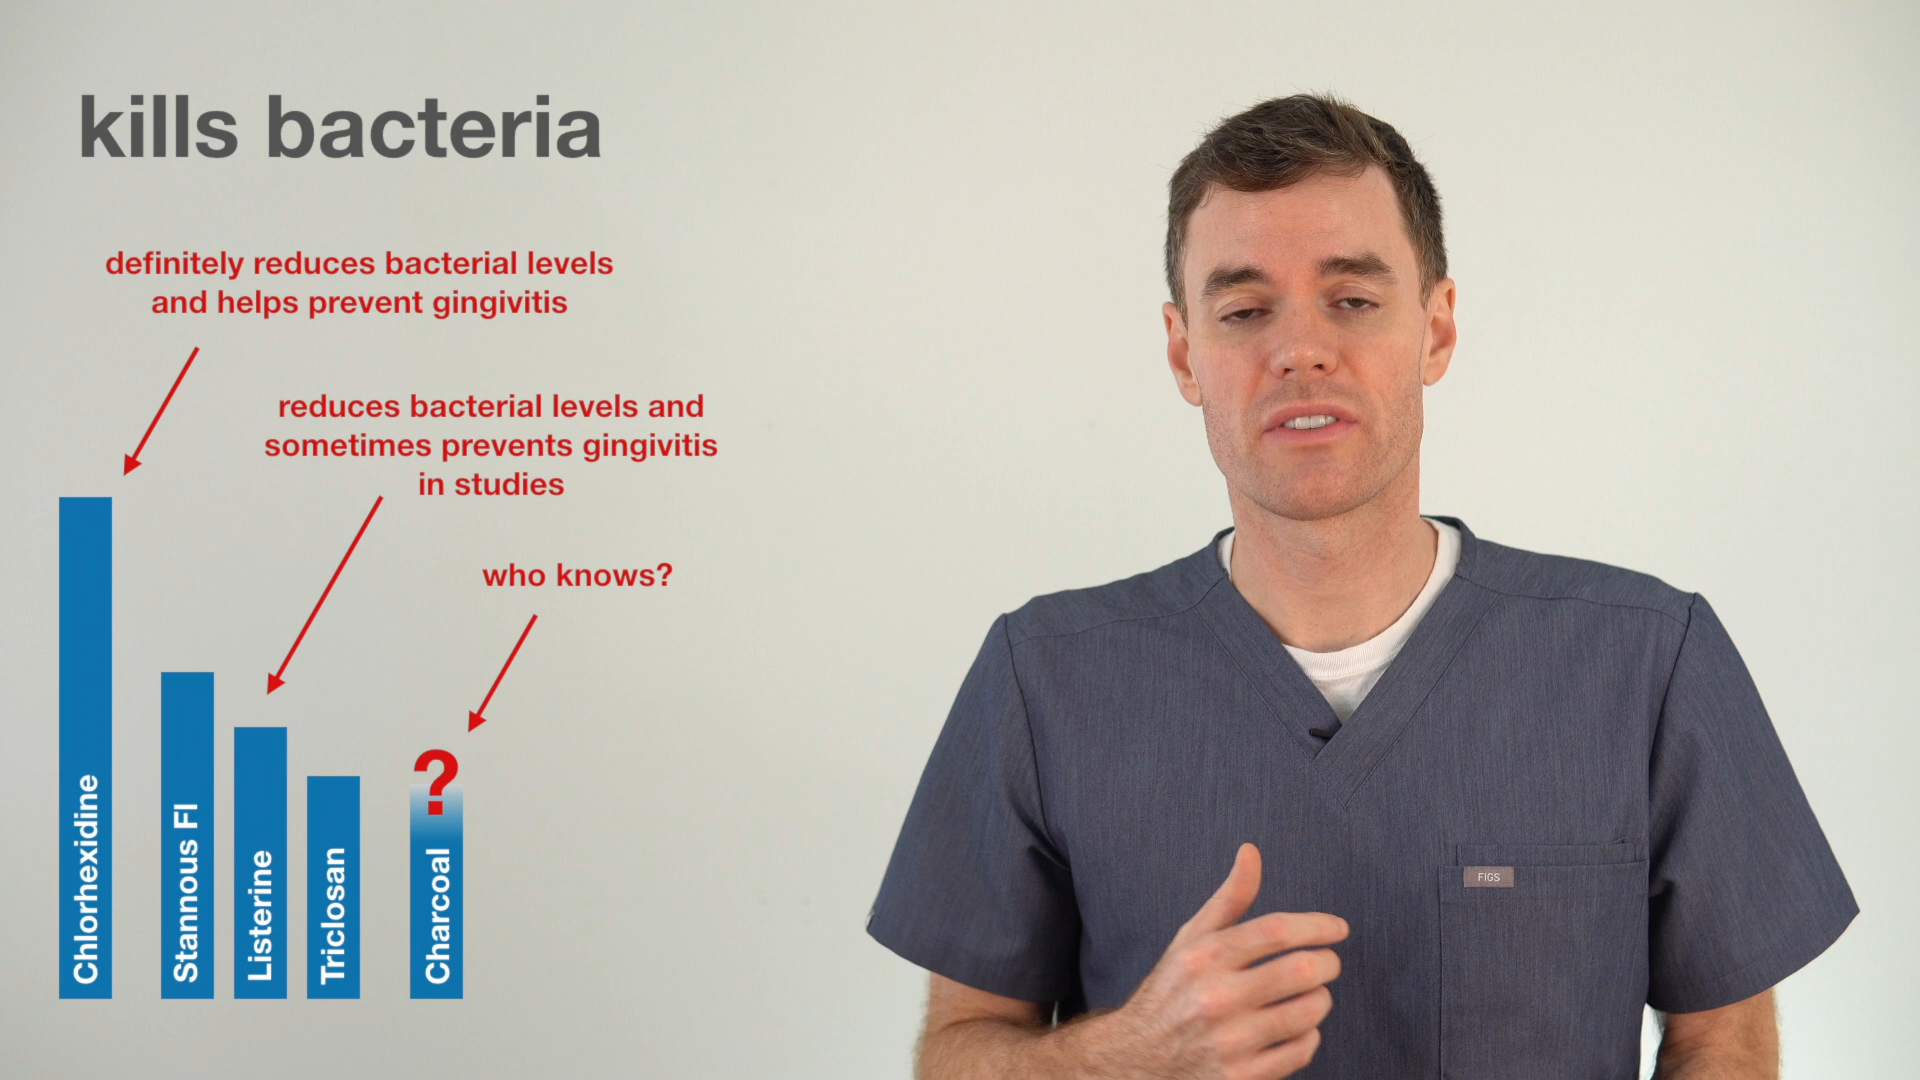 kills bacteria
definitely reduces bacterial levels
and helps prevent gingivitis
reduces bacterial levels and
sometimes prevents gingivitis
in studies
who knows?
?
Chlorhexidine
Stannous Fl
Listerine
Triclosan
Charcoal
FIGS